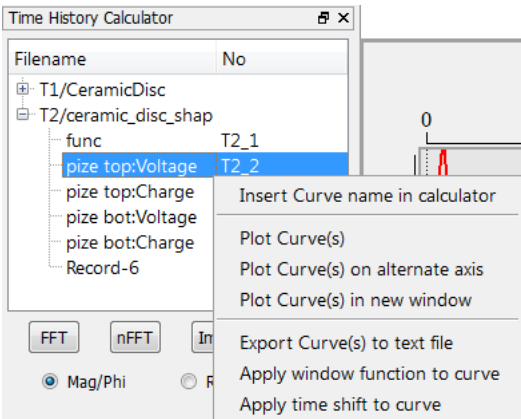 Time History Calculator
Filename No
T1/CeramicDisc
T2/ceramic_disc_shap
func T2_1
pize top:Voltage T2_2
pize top:Charge
pize bot:Voltage
pize bot:Charge
Record-6
0
Insert Curve name in calculator
Plot Curve(s)
Plot Curve(s) on alternate axis
Plot Curve(s) in new window
Export Curve(s) to text file
Apply window function to curve
Apply time shift to curve
FFT nFFT
Mag/Phi